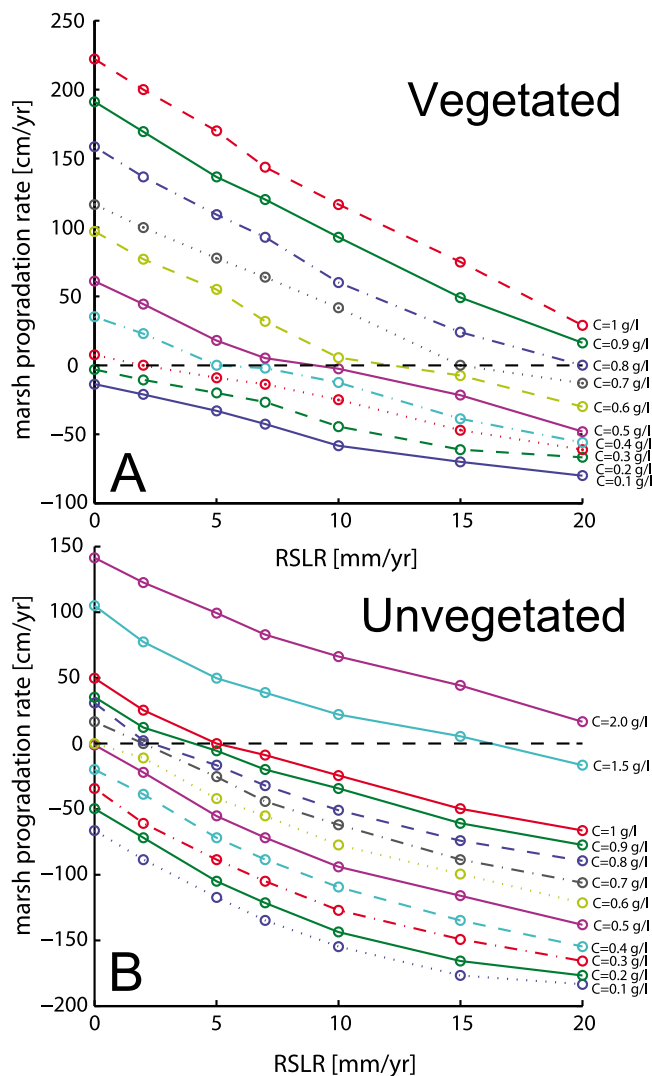 250
200
150
100
50
0
−50
−100
marsh progradation rate [cm/yr]
Vegetated
A
C=1 g/l
C=0.9 g/l
C=0.8 g/l
C=0.7 g/l
C=0.6 g/l
C=0.5 g/l
C=0.4 g/l
C=0.3 g/l
C=0.2 g/l
C=0.1 g/l
0 5 10 15 20
RSLR [mm/yr]
150
100
50
0
−50
−100
−150
−200
marsh progradation rate [cm/yr]
Unvegetated
B
C=2.0 g/l
C=1.5 g/l
C=1 g/l
C=0.9 g/l
C=0.8 g/l
C=0.7 g/l
C=0.6 g/l
C=0.5 g/l
C=0.4 g/l
C=0.3 g/l
C=0.2 g/l
C=0.1 g/l
0 5 10 15 20
RSLR [mm/yr]